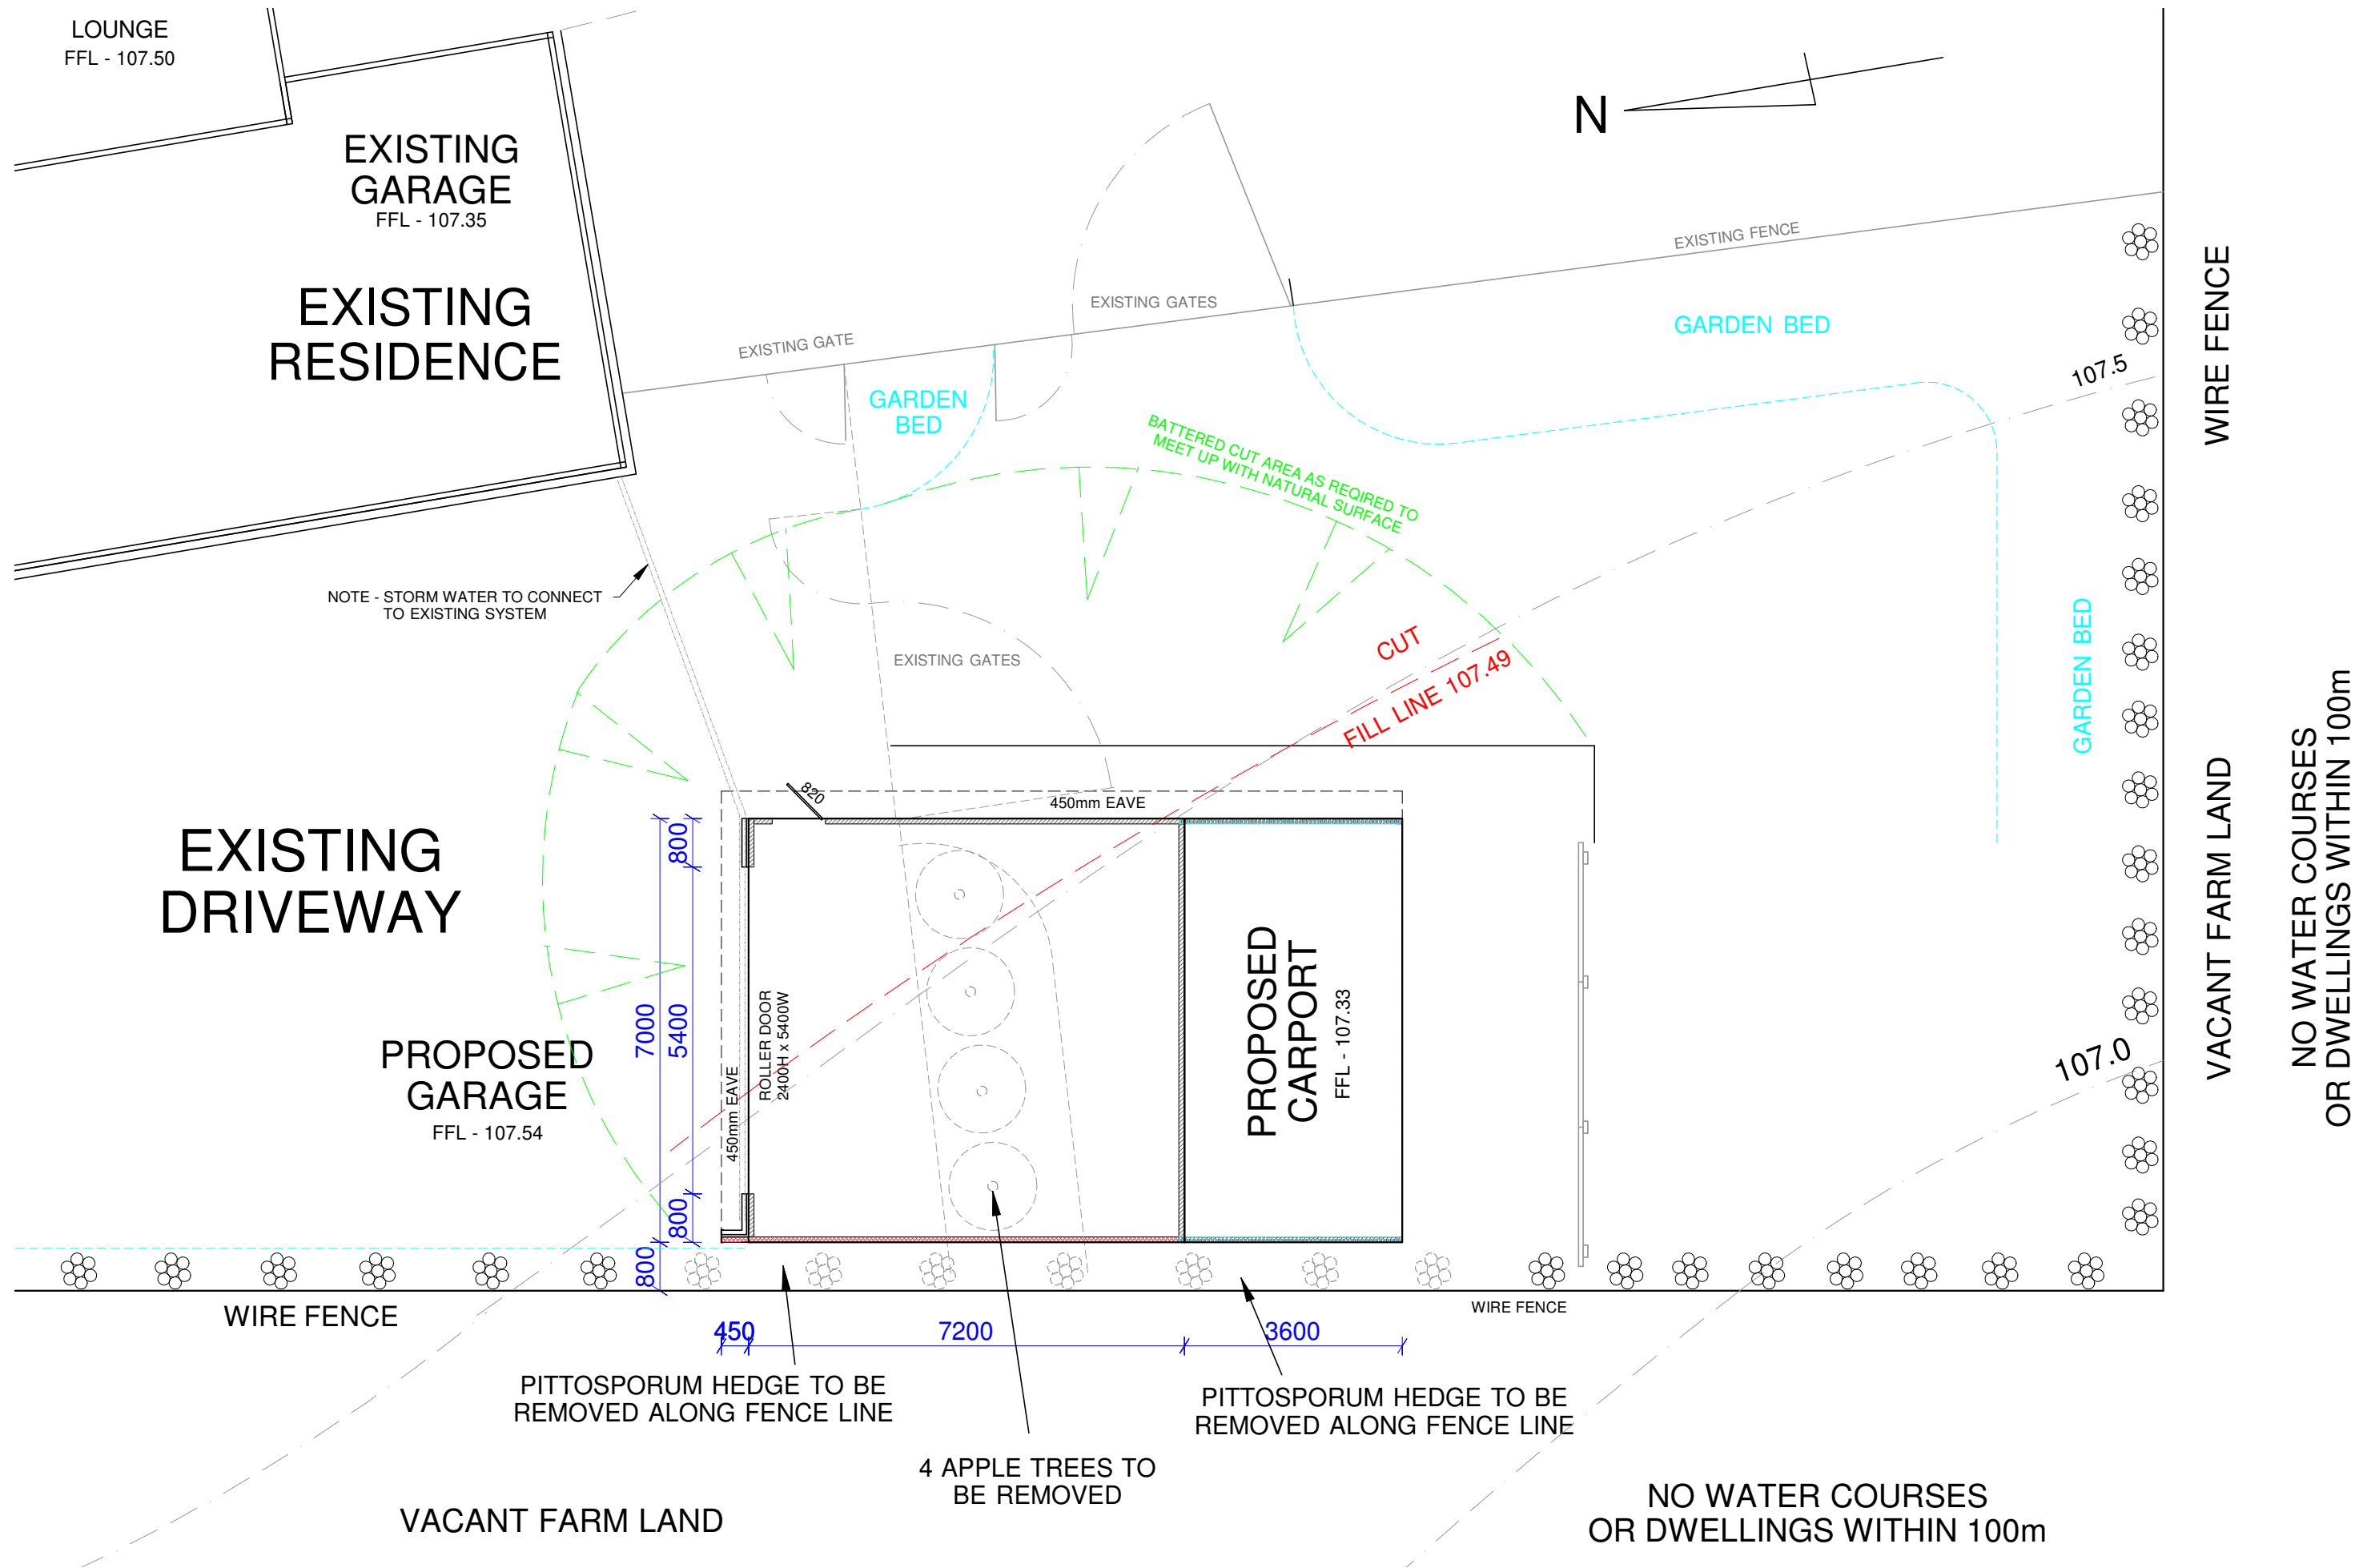 LOUNGE
FFL - 107.50
EXISTING
GARAGE
FFL - 107.35
EXISTING
RESIDENCE
N
EXISTING FENCE
EXISTING GATES
EXISTING GATE
GARDEN
BED
GARDEN BED
107.5
WIRE FENCE
BATTERED CUT AREA AS REQIRED TO
MEET UP WITH NATURAL SURFACE
NOTE - STORM WATER TO CONNECT
TO EXISTING SYSTEM
EXISTING GATES
CUT
FILL LINE 107.49
GARDEN BED
820
450mm EAVE
EXISTING
DRIVEWAY
800
7000
5400
800
800
ROLLER DOOR
2400H x 5400W
450mm EAVE
PROPOSED
CARPORT
FFL - 107.33
PROPOSED
GARAGE
FFL - 107.54
107.0
VACANT FARM LAND
NO WATER COURSES
OR DWELLINGS WITHIN 100m
WIRE FENCE
WIRE FENCE
450
7200
3600
PITTOSPORUM HEDGE TO BE
REMOVED ALONG FENCE LINE
PITTOSPORUM HEDGE TO BE
REMOVED ALONG FENCE LINE
4 APPLE TREES TO
BE REMOVED
VACANT FARM LAND
NO WATER COURSES
OR DWELLINGS WITHIN 100m